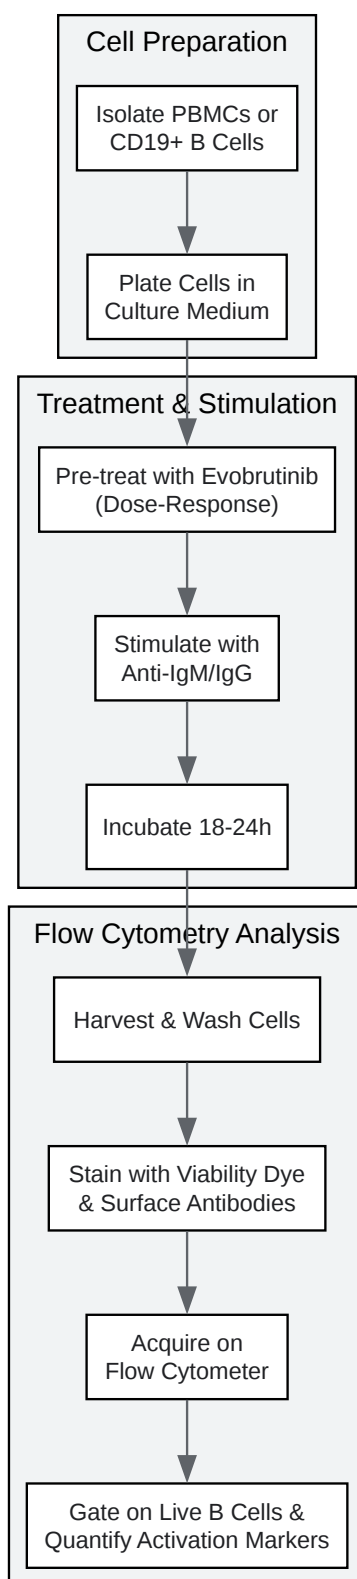 Cell Preparation
Isolate PBMCs or
CD19+ B Cells
Plate Cells in
Culture Medium
Treatment & Stimulation
Pre-treat with Evobrutinib
(Dose-Response)
Stimulate with
Anti-IgM/IgG
Incubate 18-24h
Flow Cytometry Analysis
Harvest & Wash Cells
Stain with Viability Dye
& Surface Antibodies
Acquire on
Flow Cytometer
Gate on Live B Cells &
Quantify Activation Markers